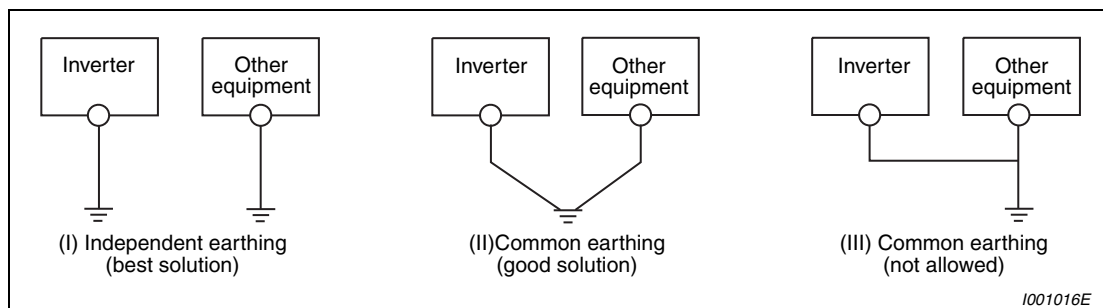 Inverter
Other
equipment
Inverter
Other
equipment
Inverter
Other
equipment
(I) Independent earthing
(best solution)
(II)Common earthing
(good solution)
(III) Common earthing
(not allowed)
I001016E